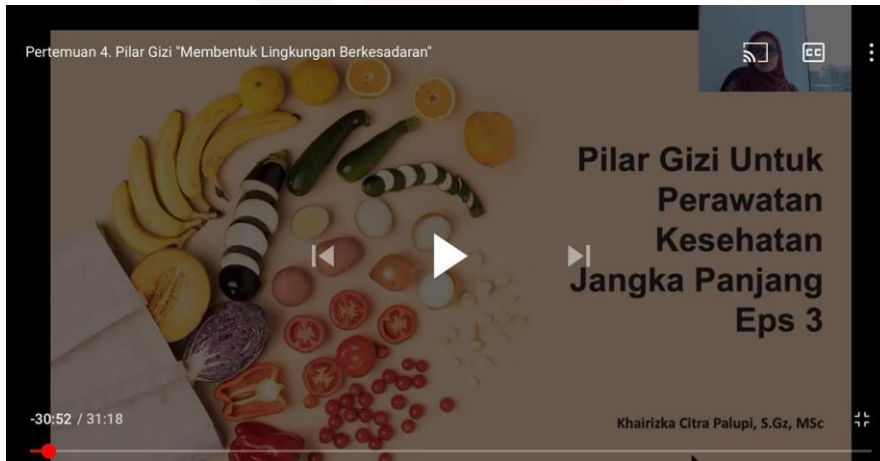 Pertemuan 4. Pilar Gizi "Membentuk Lingkungan Berkesadaran"
CC
Pilar Gizi Untuk
Perawatan
Kesehatan
Jangka Panjang
Eps 3
-30:52 / 31:18
Khairizka Citra Palupi, S.Gz, MSc